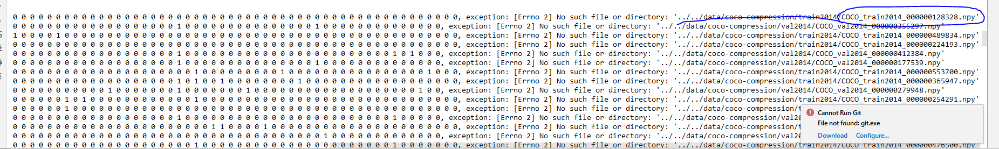 0 0 0 0 0 0 0 0 0 0 0 0 0 0 0 0 0 0 0 0 0 0 0 0 0 0 0 0 0 0 0 0 0 0 0 0 0 0 0 0 0 0 0 0 0 0 0 0 0 0 0 0, exception: [Errno 2] No such file or directory: '../../data/coco-compression/train2014/COCO_train2014_000000128328.npy'
0 0 0 0 0 0 0 0 0 0 0 0 0 0 0 0 0 0 0 1 0 0 0 0 0 0 0 0 0 0 0 0 0 0 0 1 0 0 0 0 0 0 0 0 0 0 0 0 0 0, exception: [Errno 2] No such file or directory: '../../data/coco-compression/val2014/COCO_val2014_000000355297.npy'
1 0 0 0 0 1 0 0 0 0 0 0 0 0 0 0 0 0 0 0 0 0 0 0 0 0 0 0 0 0 0 0 0 0 0 0 0 0 0 0 0 0 0 0 0 0 0 0 0 0 0 0, exception: [Errno 2] No such file or directory: '../../data/coco-compression/train2014/COCO_train2014_000000489834.npy'
0 0 0 0 0 0 0 0 0 0 0 0 0 0 0 0 0 0 0 0 0 0 0 0 0 0 0 0 0 0 0 0 0 0 0 0 0 0 0 0 0 0 0 0 0 0 0 0 0 0 0 0, exception: [Errno 2] No such file or directory: '../../data/coco-compression/train2014/COCO_train2014_000000224193.npy'
0 0 0 0 0 0 0 0 0 0 0 0 0 0 0 0 0 0 0 1 0 0 0 0 0 0 0 0 0 0 0 0 0 0 0 0 0 0 0 0 0 0 0 0 1 0 1 0 0 0, exception: [Errno 2] No such file or directory: '../../data/coco-compression/val2014/COCO_val2014_000000412384.npy'
0 0 0 0 0 0 0 0 0 0 0 0 0 0 0 0 0 0 0 1 0 0 0 0 0 0 0 0 0 0 0 0 0 0 0 1 0 0 0 0 0 0 0 0 0 0 0 0 0 0, exception: [Errno 2] No such file or directory: '../../data/coco-compression/val2014/COCO_val2014_000000177539.npy'
0 0 0 0 0 0 0 0 0 0 0 0 0 0 0 0 0 0 0 0 0 1 0 0 0 0 0 0 0 0 0 1 0 0 0 0 0 0 0 0 0 0 0 0 0 0 0 0 1 0 0 0, exception: [Errno 2] No such file or directory: '../../data/coco-compression/train2014/COCO_train2014_000000553700.npy'
0 0 0 0 0 0 0 0 0 0 0 0 0 0 0 0 0 0 0 1 0 1 0 0 1 0 0 0 0 0 0 0 0 1 0 0 0 0 0 0 0 0 0 0 0 0 0 0 0 0 0 0, exception: [Errno 2] No such file or directory: '../../data/coco-compression/train2014/COCO_train2014_000000365947.npy'
0 0 0 0 0 0 0 0 0 0 0 1 0 0 0 0 0 0 0 1 0 0 0 0 0 0 0 1 0 0 0 0 0 0 0 0 0 0 0 0 0 0 0 0 0 0 0 1 0 0, exception: [Errno 2] No such file or directory: '../../data/coco-compression/val2014/COCO_val2014_000000279948.npy'
0 0 0 0 0 0 1 0 1 0 0 0 0 0 0 0 0 0 0 0 0 1 0 0 0 0 0 0 0 0 0 0 0 0 0 0 0 0 0 0 0 0 0 0 0 0 0 0 0 0 0 0, exception: [Errno 2] No such file or directory: '../../data/coco-compression/train2014/COCO_train2014_000000254291.npy'
0 0 0 0 0 0 1 0 0 0 0 0 0 0 0 0 0 0 0 0 0 0 0 0 0 0 0 0 0 0 0 0 0 0 0 0 0 0 0 0 0 0 0 0 0 0 0 0 0 0 0 0, exception: [Errno 2] No such file or directory: '../../data/coco-compression/t
0 0 0 0 0 0 0 0 0 0 0 0 0 0 0 0 0 0 0 1 0 0 0 0 0 0 0 0 0 0 0 0 0 0 0 0 0 0 0 0 0 0 0 0 1 0 0 0 0 0, exception: [Errno 2] No such file or directory: '../../data/coco-compression/val2
0 0 0 0 0 0 0 0 0 0 0 0 0 0 0 0 0 0 0 0 0 0 0 1 1 0 0 0 0 1 0 0 0 0 0 0 0 0 0 0 0 0 0 0 0 0 0 0 0 0 0 0, exception: [Errno 2] No such file or directory: '../../data/coco-compression/t
0 0 0 0 0 0 0 0 0 0 0 0 0 0 0 0 0 0 0 0 0 0 0 0 0 0 0 0 0 0 0 0 0 0 0 0 1 0 0 0 0 0 0 0 0 0 0 0 0 0, exception: [Errno 2] No such file or directory: '../../data/coco-compression/val2
0 0 0 0 0 0 0 0 0 0 0 0 0 0 0 0 0 0 0 0 0 1 0 0 0 0 0 0 0 0 0 0 0 0 0 0 0 0 0 0 0 0 0 0 1 0 0 0 0 0 0 0, exception: [Errno 2] No such file or directory: '../../data/coco-compression/train2014/COCO_train2014_000000476500.npy'
Cannot Run Git
File not found: git.exe
Download Configure...